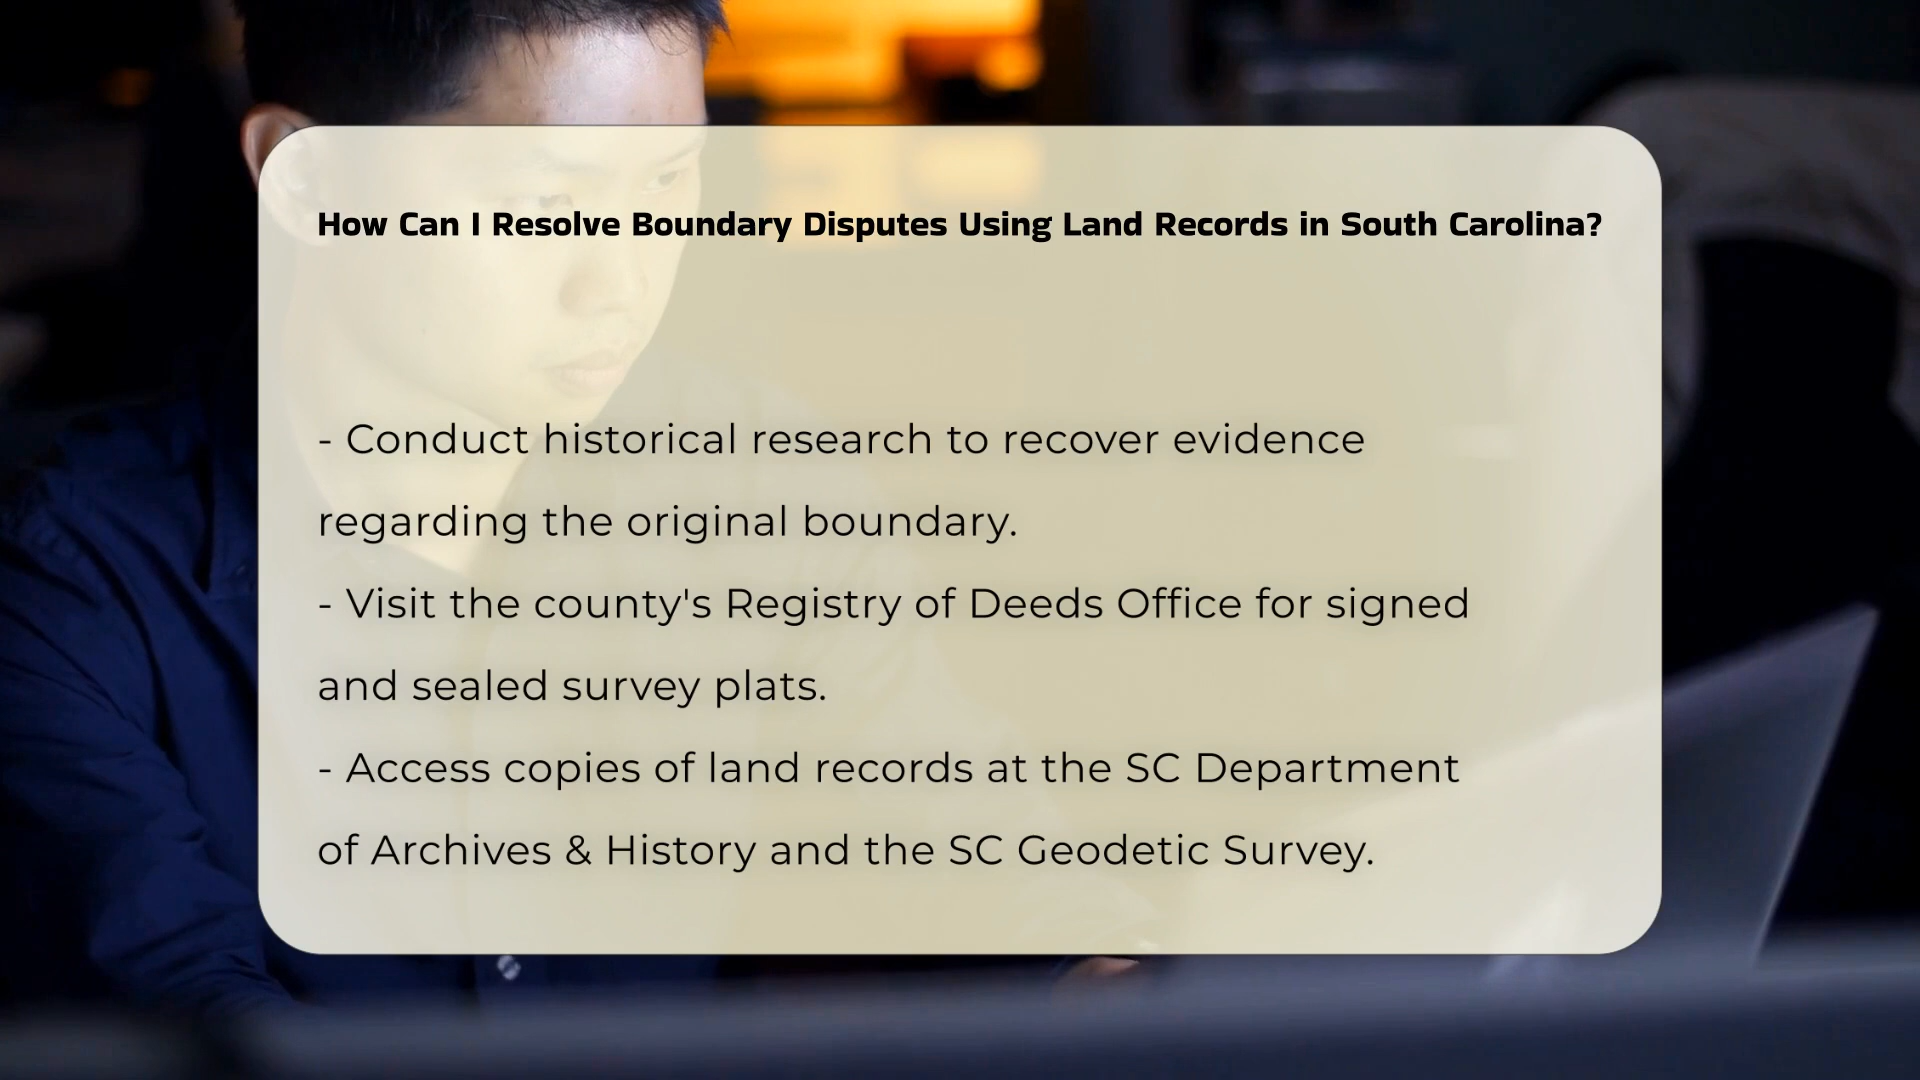 How Can I Resolve Boundary Disputes Using Land Records in South Carolina?
- Conduct historical research to recover evidence
regarding the original boundary.
- Visit the county's Registry of Deeds Office for signed
and sealed survey plats.
- Access copies of land records at the SC Department
of Archives & History and the SC Geodetic Survey.